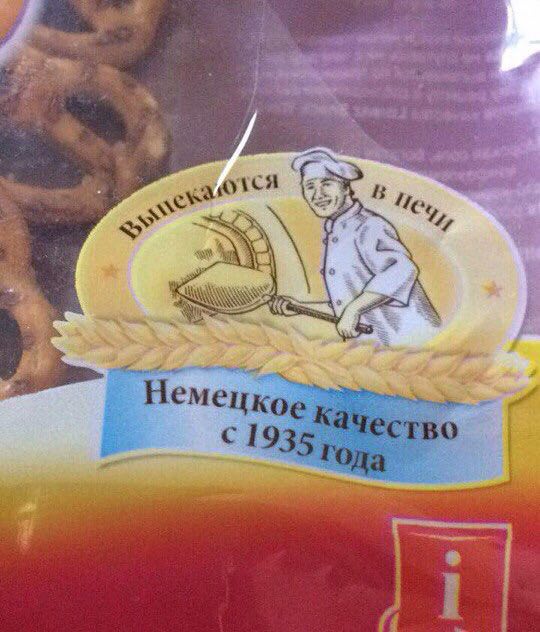 Выпекаются в печи
Немецкое качество
с 1935 года
i